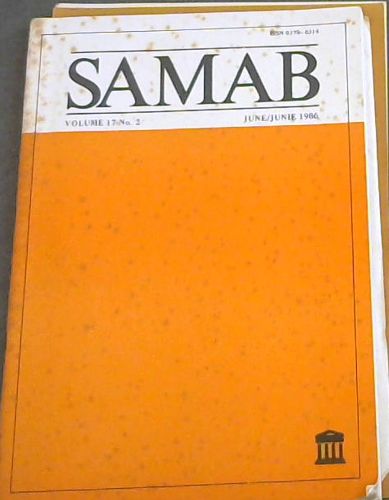 ISSN 0370-8314
SAMAB
VOLUME 17 No. 2
JUNE/JUNIE 1986